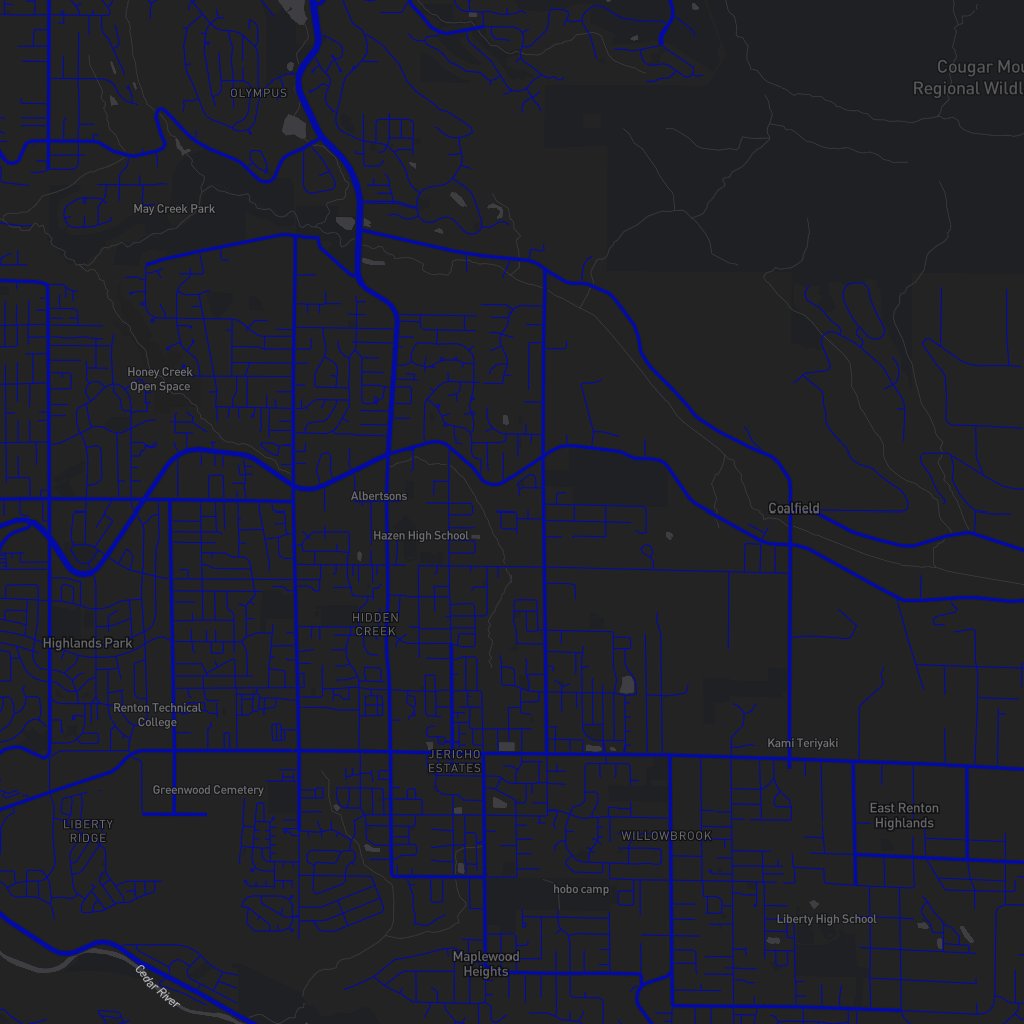 Cougar Mou
Regional Wildl
OLYMPUS
May Creek Park
Honey Creek
Open Space
Albertsons
Coalfield
Hazen High School
HIDDEN
CREEK
Highlands Park
Renton Technical
College
Kami Teriyaki
JERICHO
ESTATES
Greenwood Cemetery
East Renton
Highlands
LIBERTY
RIDGE
WILLOWBROOK
hobo camp
Liberty High School
Maplewood
Heights
Cedar River